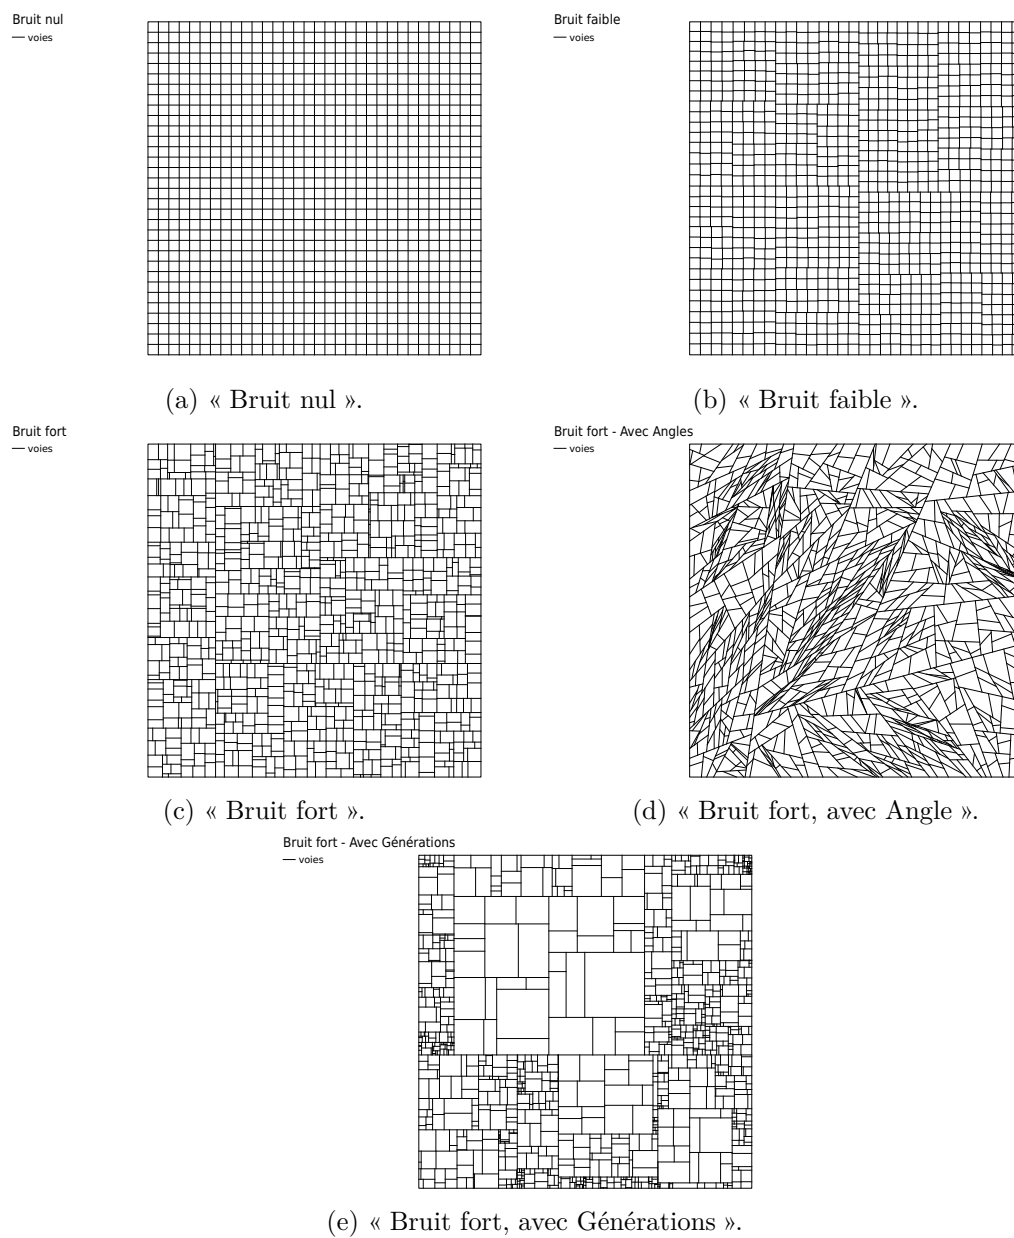 Bruit nul
voies
(a) « Bruit nul ».
Bruit faible
voies
(b) « Bruit faible ».
Bruit fort
voies
(c) « Bruit fort ».
Bruit fort - Avec Angles
voies
(d) « Bruit fort, avec Angle ».
Bruit fort - Avec Générations
voies
(e) « Bruit fort, avec Générations ».